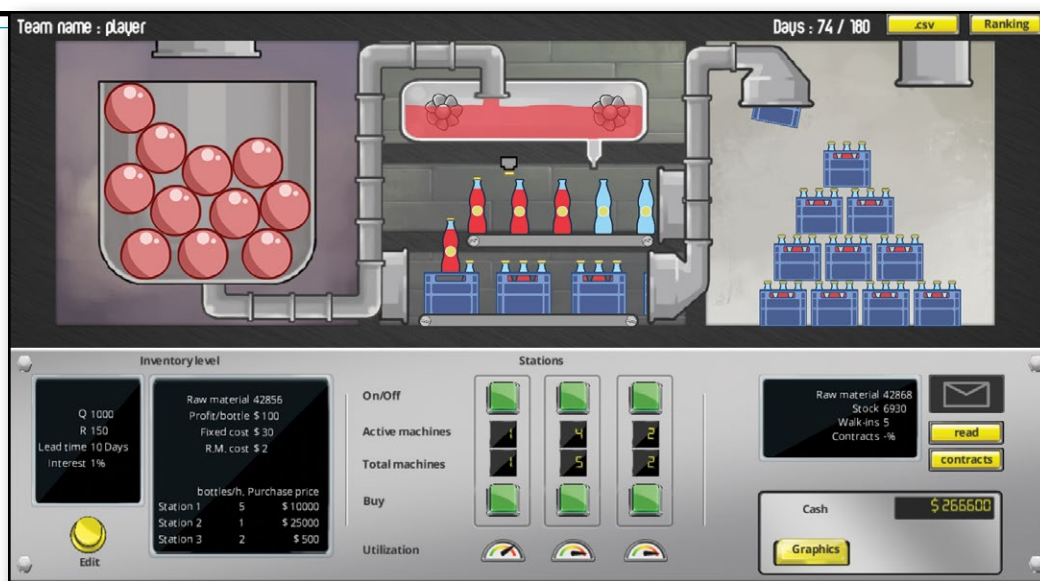 Team name : player
Days : 74 / 180
.csv
Ranking
Inventory level
Q 1000
R 150
Lead time 10 Days
Interest 1%
Edit
Raw material 42856
Profit/bottle $ 100
Fixed cost $ 30
R.M. cost $ 2
bottles/h. Purchase price
Station 1 5 $ 10000
Station 2 1 $ 25000
Station 3 2 $ 500
Stations
On/Off
Active machines 1 4 2
Total machines 1 5 2
Buy
Utilization
Raw material 42868
Stock 6930
Walk-ins 5
Contracts -%
read
contracts
Cash $ 266600
Graphics